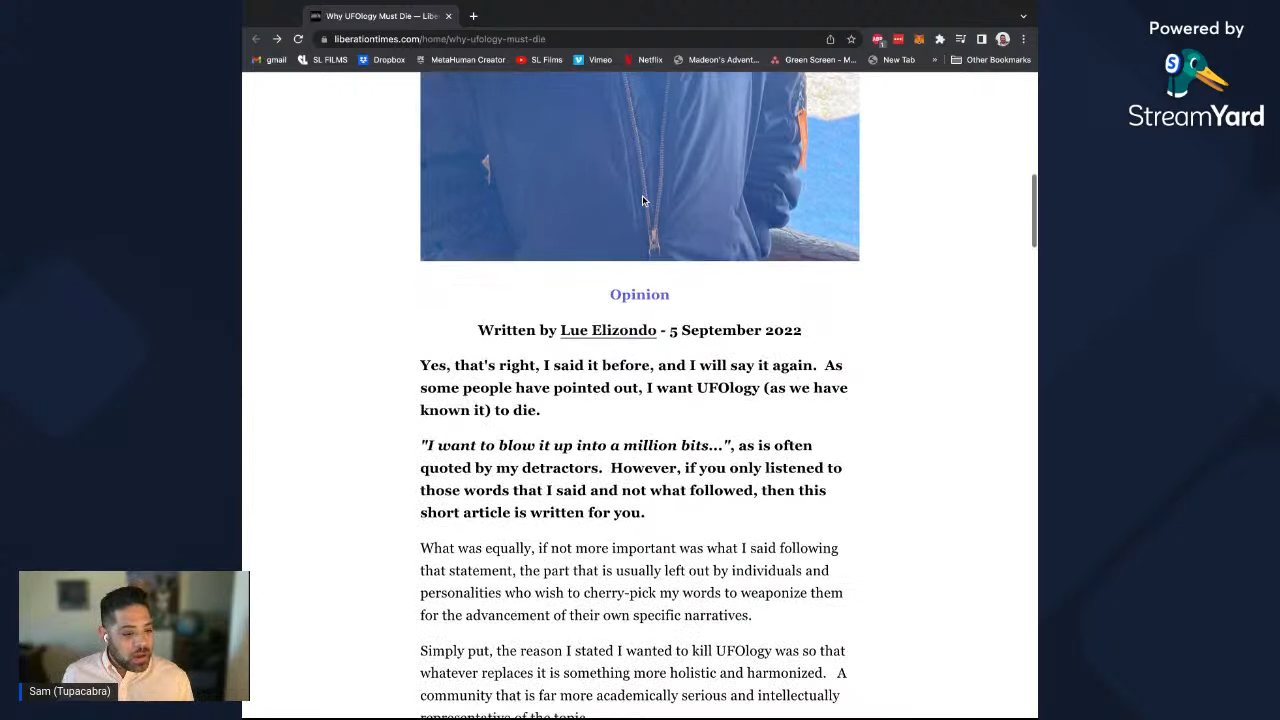 Why UFOlogy Must Die — Libe
Powered by
StreamYard
liberationtimes.com/home/why-ufology-must-die
gmail
SL FILMS
Dropbox
MetaHuman Creator
SL Films
Vimeo
Netflix
Madeon's Advent...
Green Screen - M...
New Tab
»
Other Bookmarks
Opinion
Written by Lue Elizondo - 5 September 2022
Yes, that's right, I said it before, and I will say it again. As
some people have pointed out, I want UFOlogy (as we have
known it) to die.
"I want to blow it up into a million bits...", as is often
quoted by my detractors. However, if you only listened to
those words that I said and not what followed, then this
short article is written for you.
What was equally, if not more important was what I said following
that statement, the part that is usually left out by individuals and
personalities who wish to cherry-pick my words to weaponize them
for the advancement of their own specific narratives.
Simply put, the reason I stated I wanted to kill UFOlogy was so that
whatever replaces it is something more holistic and harmonized. A
community that is far more academically serious and intellectually
representative of the topic.
Sam (Tupacabra)